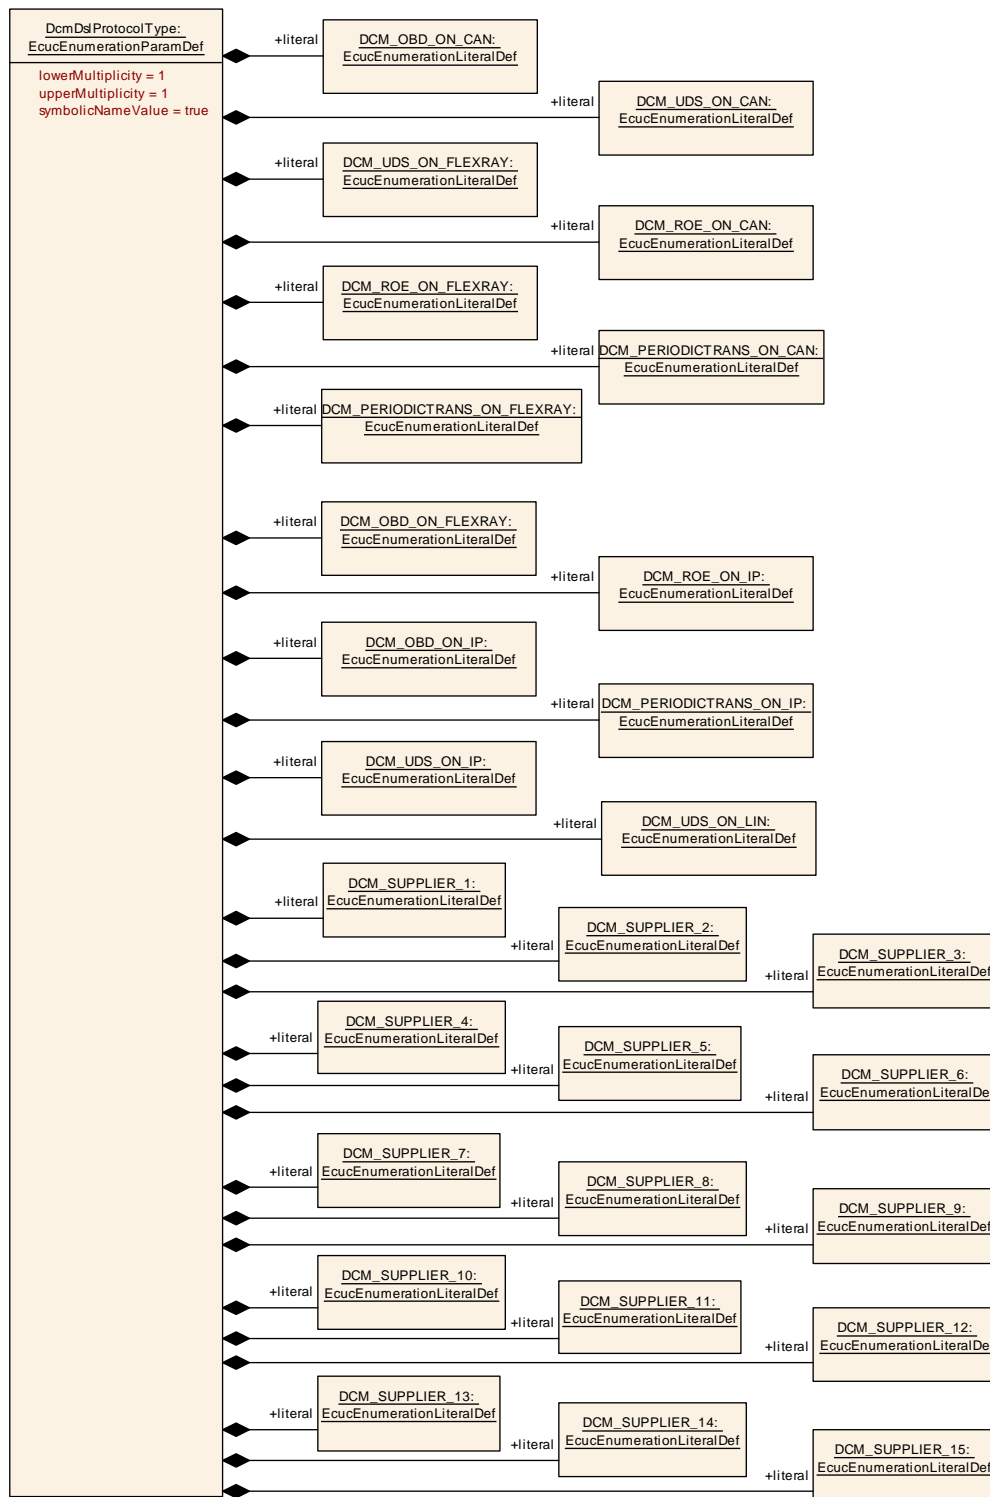 DcmDslProtocolType:
EcucEnumerationParamDef
lowerMultiplicity = 1
upperMultiplicity = 1
symbolicNameValue = true
+literal
DCM_OBD_ON_CAN:
EcucEnumerationLiteralDef
+literal
DCM_UDS_ON_CAN:
EcucEnumerationLiteralDef
+literal
DCM_UDS_ON_FLEXRAY:
EcucEnumerationLiteralDef
+literal
DCM_ROE_ON_CAN:
EcucEnumerationLiteralDef
+literal
DCM_ROE_ON_FLEXRAY:
EcucEnumerationLiteralDef
+literal
DCM_PERIODICTRANS_ON_CAN:
EcucEnumerationLiteralDef
+literal
DCM_PERIODICTRANS_ON_FLEXRAY:
EcucEnumerationLiteralDef
+literal
DCM_OBD_ON_FLEXRAY:
EcucEnumerationLiteralDef
+literal
DCM_ROE_ON_IP:
EcucEnumerationLiteralDef
+literal
DCM_OBD_ON_IP:
EcucEnumerationLiteralDef
+literal
DCM_PERIODICTRANS_ON_IP:
EcucEnumerationLiteralDef
+literal
DCM_UDS_ON_IP:
EcucEnumerationLiteralDef
+literal
DCM_UDS_ON_LIN:
EcucEnumerationLiteralDef
+literal
DCM_SUPPLIER_1:
EcucEnumerationLiteralDef
+literal
DCM_SUPPLIER_2:
EcucEnumerationLiteralDef
+literal
DCM_SUPPLIER_3:
EcucEnumerationLiteralDef
+literal
DCM_SUPPLIER_4:
EcucEnumerationLiteralDef
+literal
DCM_SUPPLIER_5:
EcucEnumerationLiteralDef
+literal
DCM_SUPPLIER_6:
EcucEnumerationLiteralDe
+literal
DCM_SUPPLIER_7:
EcucEnumerationLiteralDef
+literal
DCM_SUPPLIER_8:
EcucEnumerationLiteralDef
+literal
DCM_SUPPLIER_9:
EcucEnumerationLiteralDef
+literal
DCM_SUPPLIER_10:
EcucEnumerationLiteralDef
+literal
DCM_SUPPLIER_11:
EcucEnumerationLiteralDef
+literal
DCM_SUPPLIER_12:
EcucEnumerationLiteralDe
+literal
DCM_SUPPLIER_13:
EcucEnumerationLiteralDef
+literal
DCM_SUPPLIER_14:
EcucEnumerationLiteralDef
+literal
DCM_SUPPLIER_15:
EcucEnumerationLiteralDef